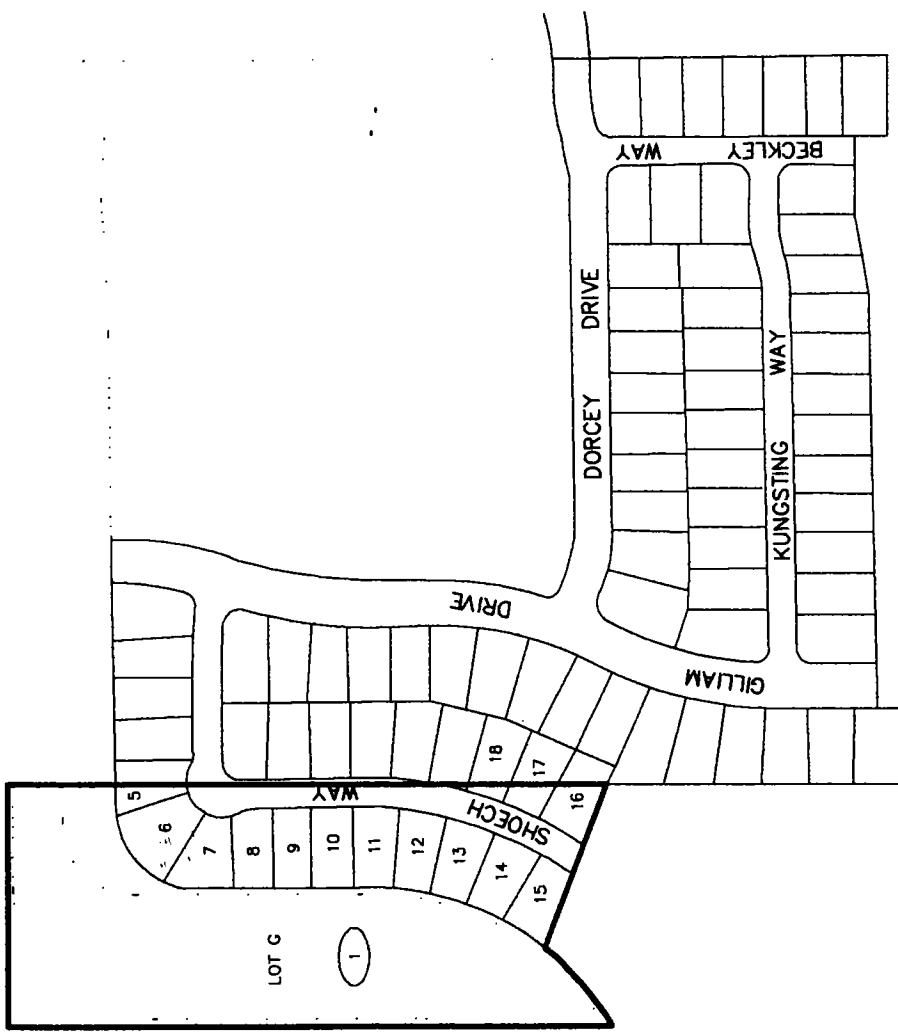 BECKLEY WAY
DORCEY DRIVE
KUNGSTING WAY
GILLIAM DRIVE
SHOECH WAY
5
6
7
8
9
10
11
12
13
14
15
16
17
18
LOT G
1